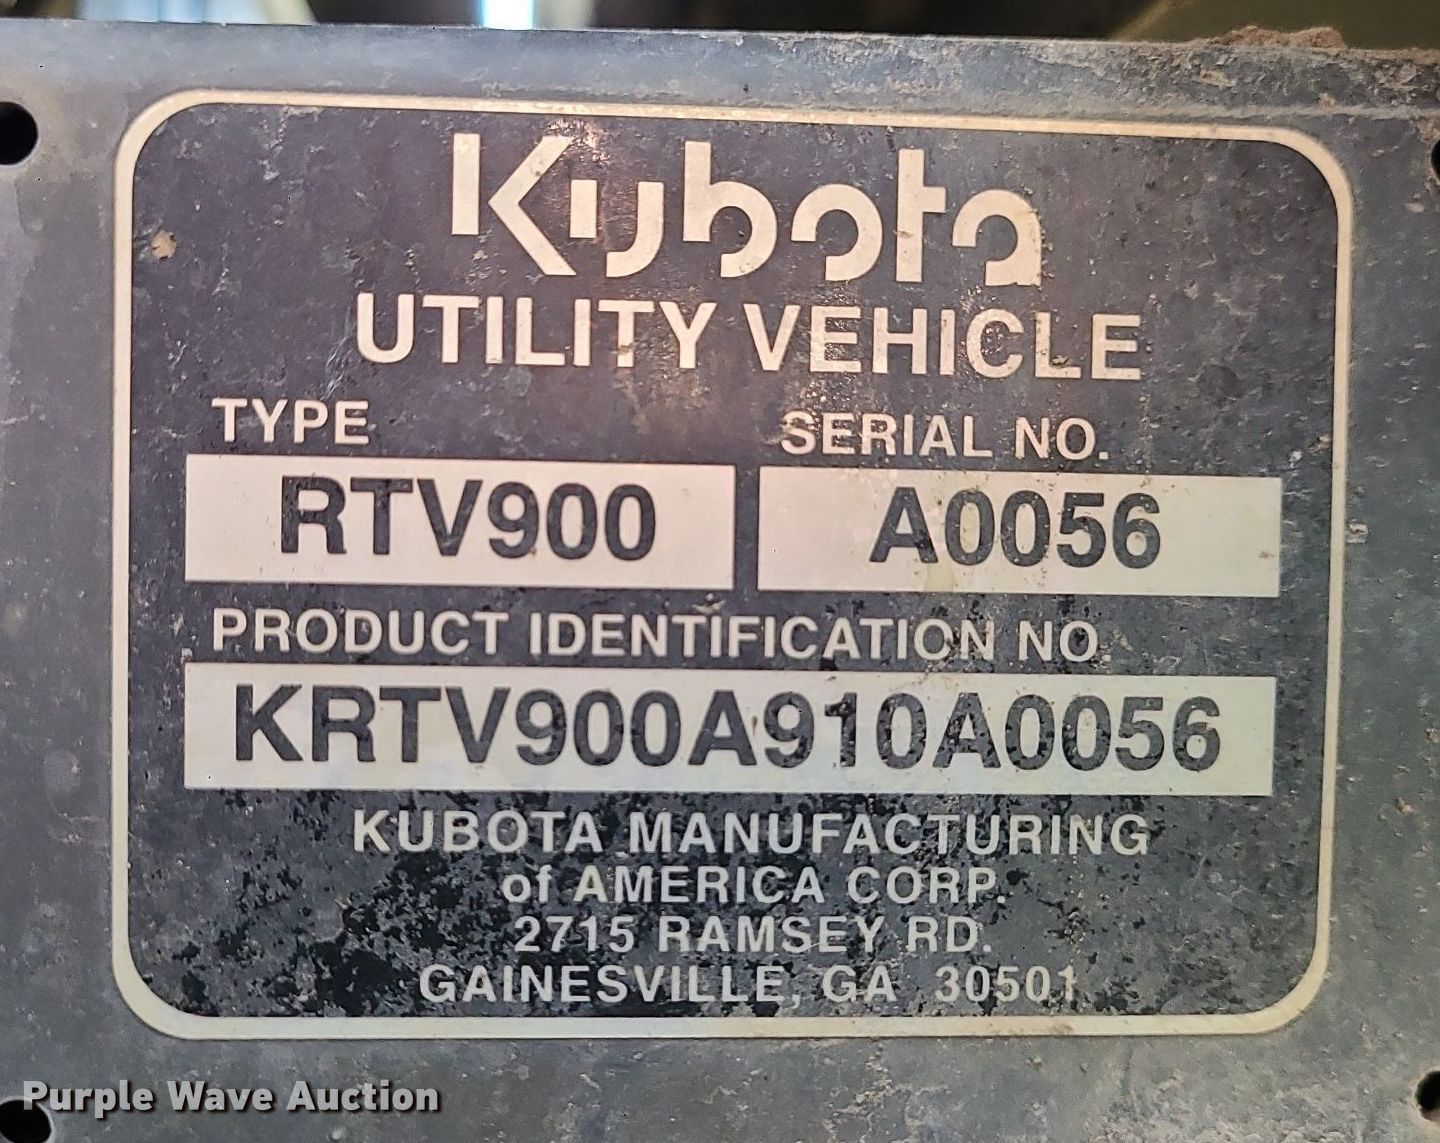 Kubota
UTILITY VEHICLE
TYPE SERIAL NO.
RTV900 A0056
PRODUCT IDENTIFICATION NO.
KRTV900A910A0056
KUBOTA MANUFACTURING
of AMERICA CORP.
2715 RAMSEY RD.
GAINESVILLE, GA 30501
Purple Wave Auction